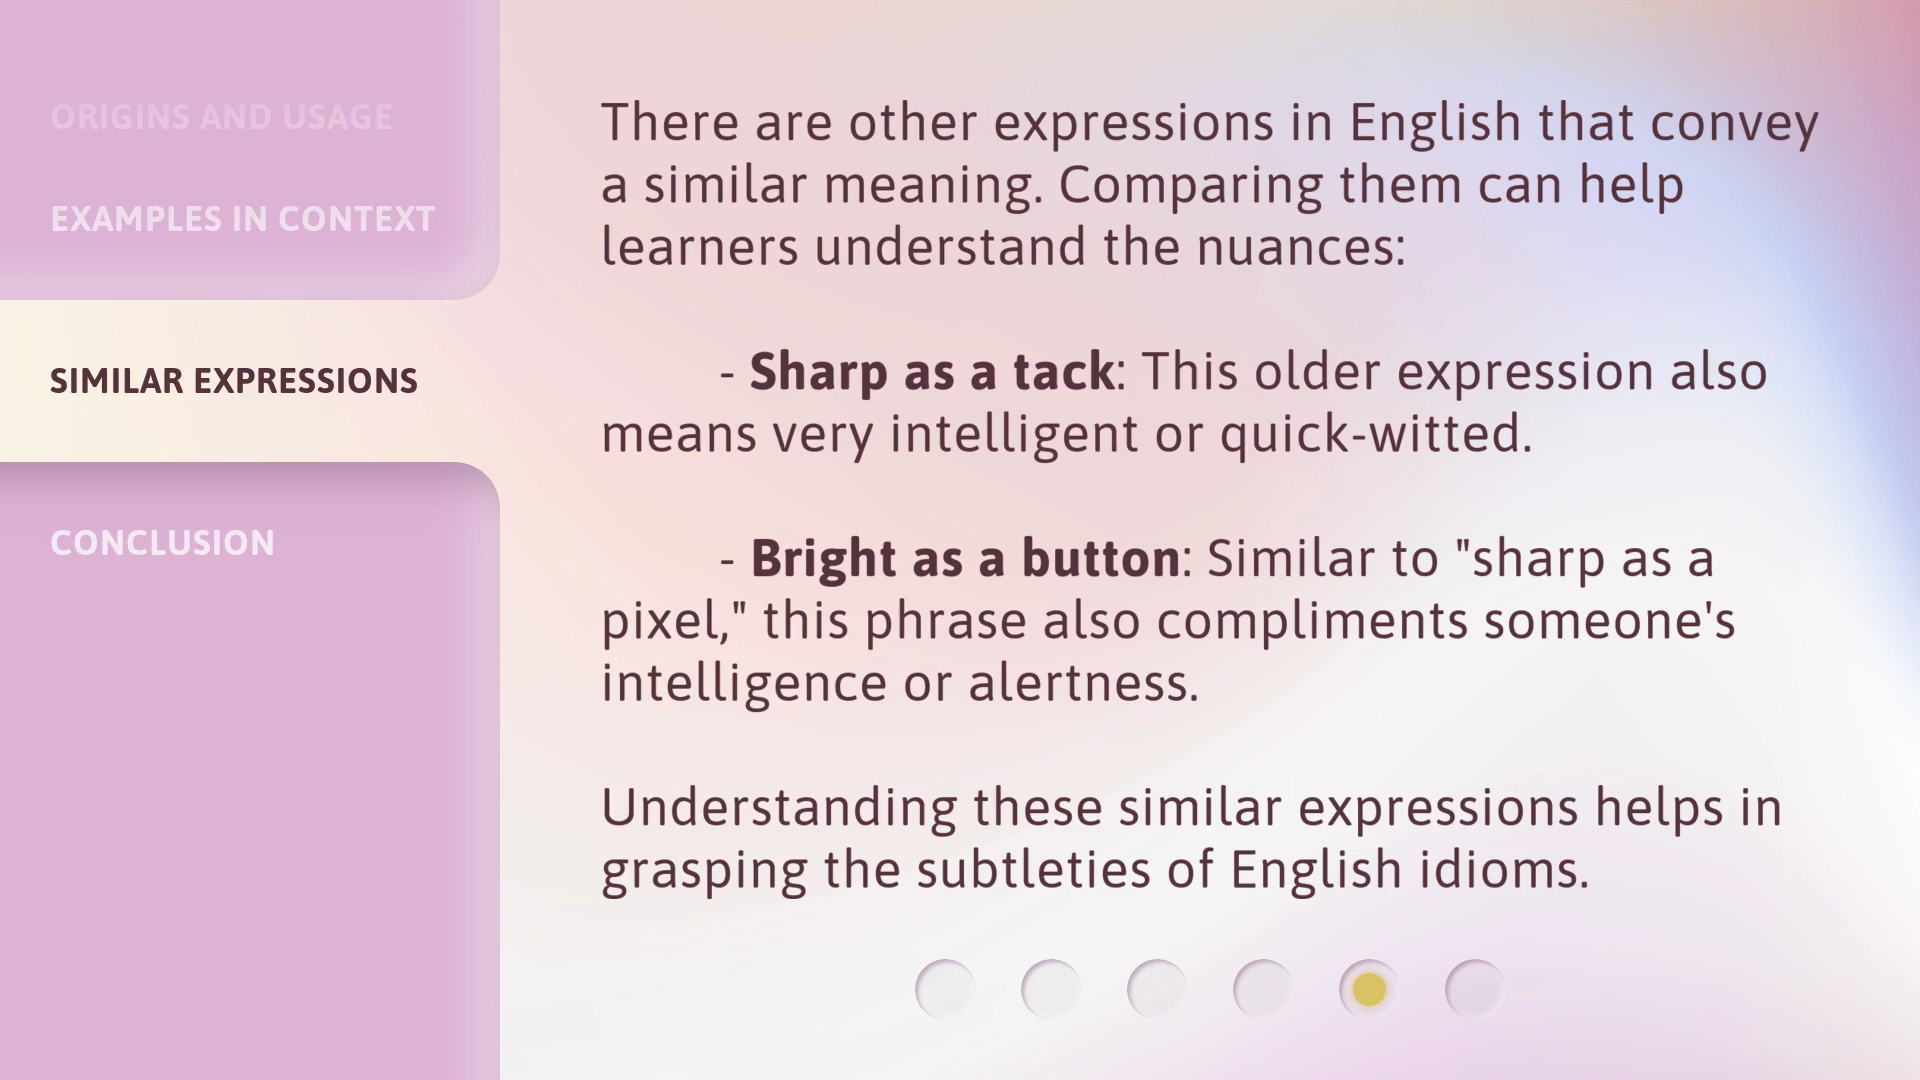 ORIGINS AND USAGE
EXAMPLES IN CONTEXT
SIMILAR EXPRESSIONS
CONCLUSION
There are other expressions in English that convey
a similar meaning. Comparing them can help
learners understand the nuances:
- Sharp as a tack: This older expression also
means very intelligent or quick-witted.
- Bright as a button: Similar to "sharp as a
pixel," this phrase also compliments someone's
intelligence or alertness.
Understanding these similar expressions helps in
grasping the subtleties of English idioms.